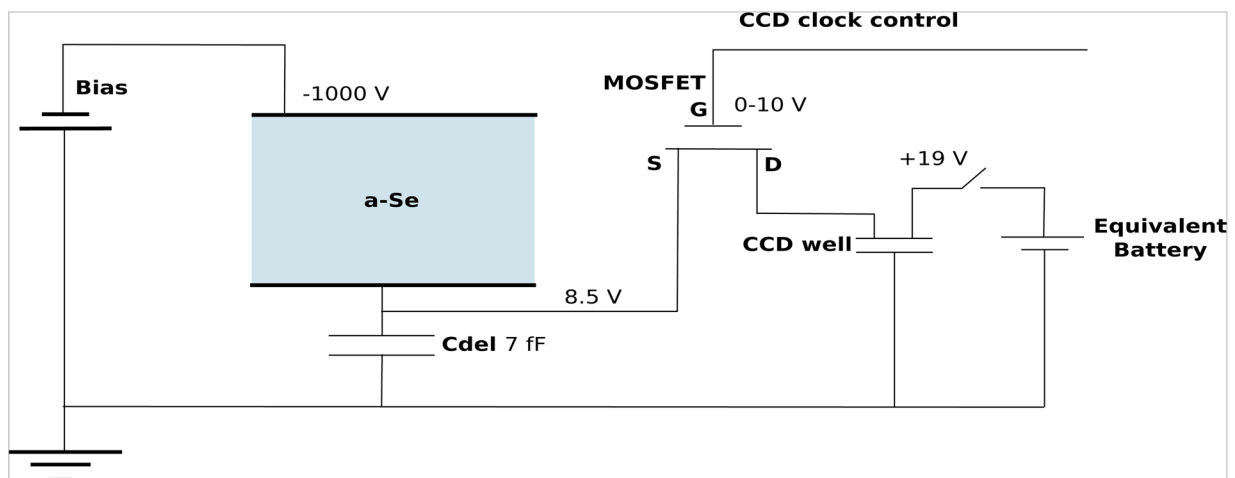 CCD clock control
Bias
-1000 V
MOSFET
G
0-10 V
S
D
+19 V
a-Se
CCD well
Equivalent
Battery
8.5 V
Cdel 7 fF